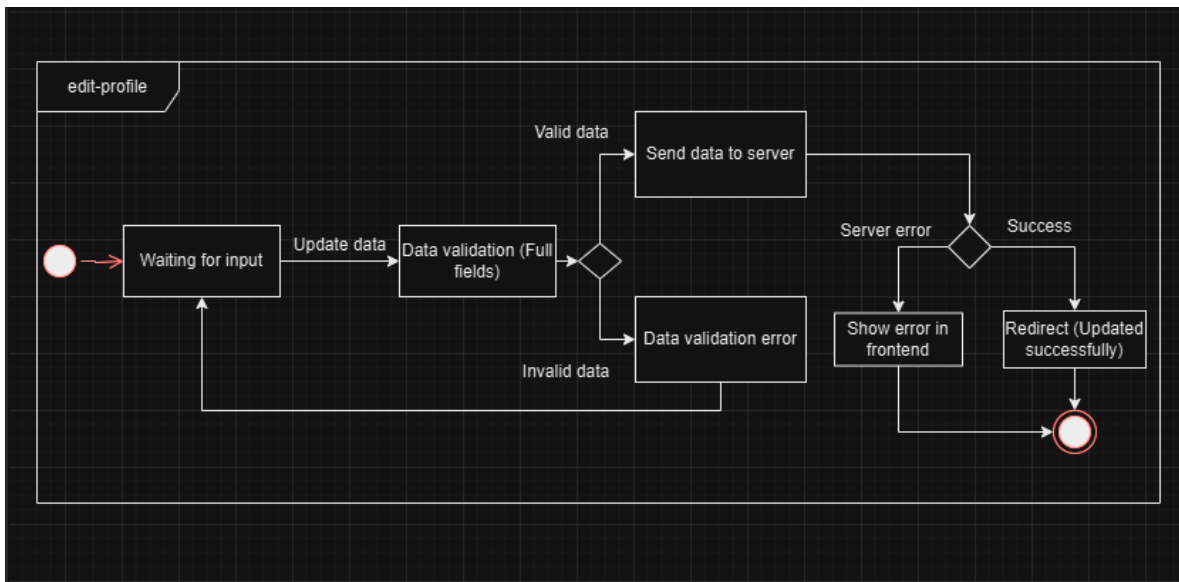 edit-profile
Valid data
Send data to server
Server error
Success
Update data
Waiting for input
Data validation (Full
fields)
Show error in
frontend
Redirect (Updated
successfully)
Data validation error
Invalid data